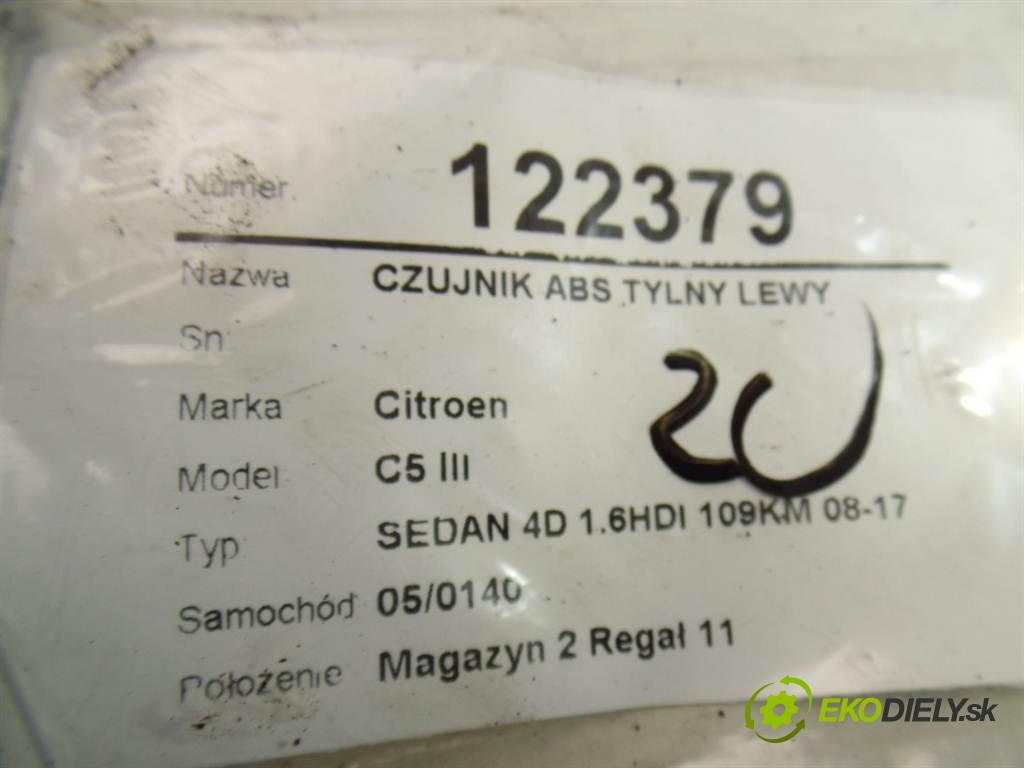 Numer 122379
Nazwa CZUJNIK ABS TYLNY LEWY
Sn
Marka Citroen
20
Model C5 III
Typ SEDAN 4D 1.6HDI 109KM 08-17
Samochód 05/0140
Położenie Magazyn 2 Regał 11
EKODIELY.sk